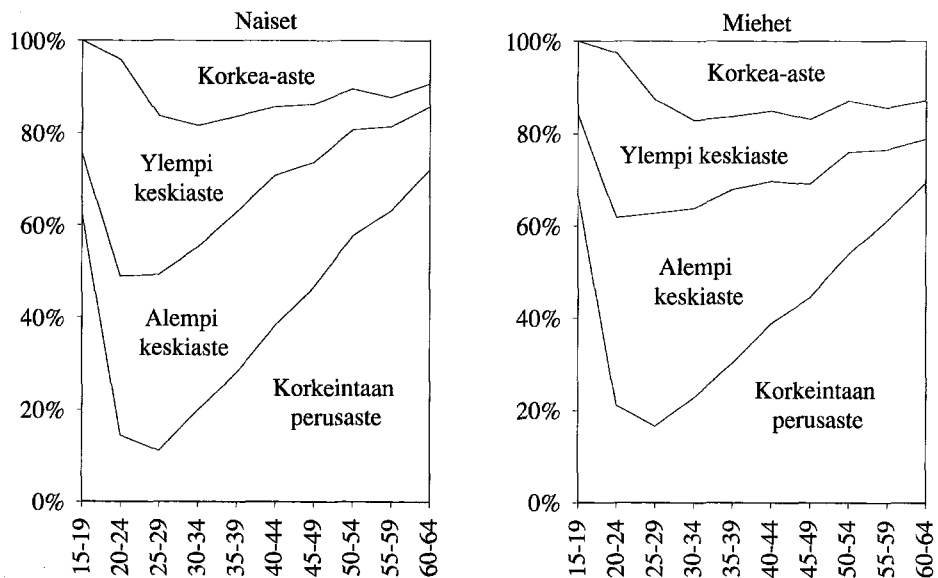 Naiset
100%
80%
60%
40%
20%
0%
Korkea-aste
Ylempi
keskiaste
Alempi
keskiaste
Korkeintaan
perusaste
15-19
20-24
25-29
30-34
35-39
40-44
45-49
50-54
55-59
60-64
Miehet
100%
80%
60%
40%
20%
0%
Korkea-aste
Ylempi keskiaste
Alempi
keskiaste
Korkeintaan
perusaste
15-19
20-24
25-29
30-34
35-39
40-44
45-49
50-54
55-59
60-64